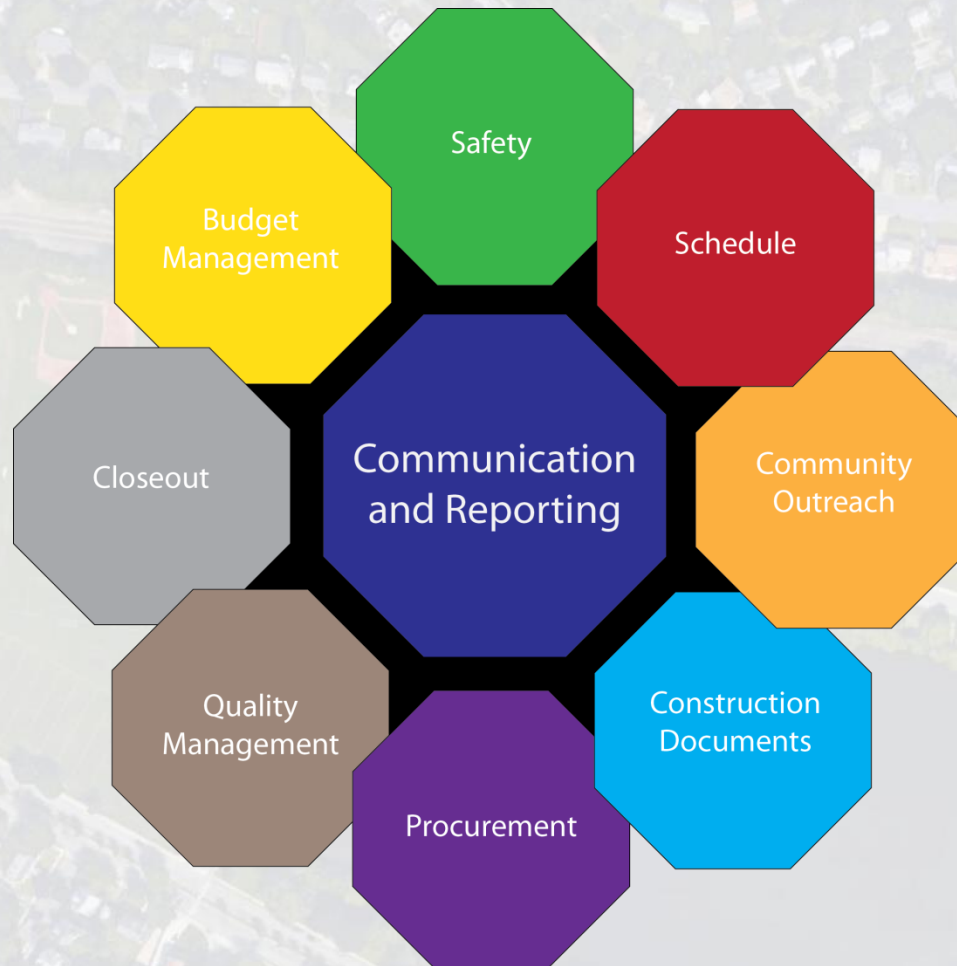 Safety
Budget
Management
Schedule
Closeout
Communication
and Reporting
Community
Outreach
Quality
Management
Construction
Documents
Procurement